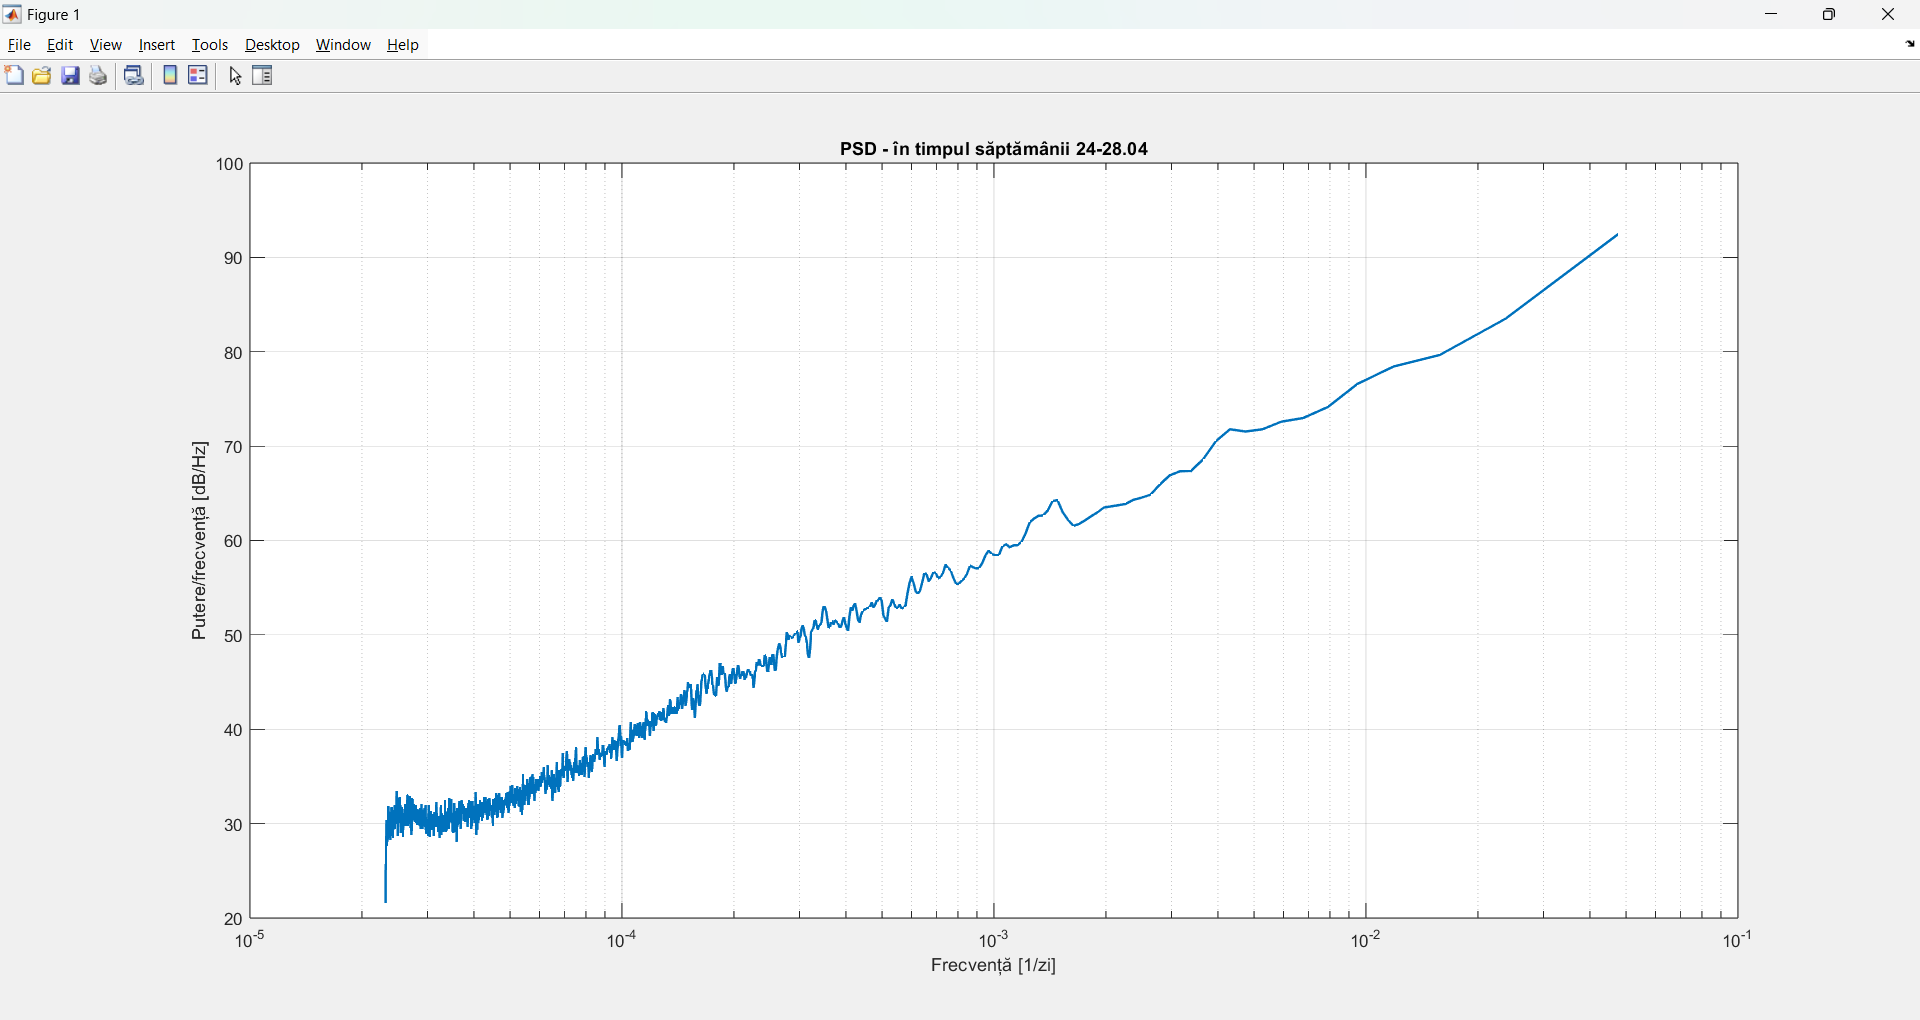 Figure 1
File Edit View Insert Tools Desktop Window Help
PSD - în timpul săptămânii 24-28.04
100
90
80
70
60
50
40
30
20
Putere/frecvență [dB/Hz]
10-5 10-4 10-3 10-2 10-1
Frecvență [1/zi]